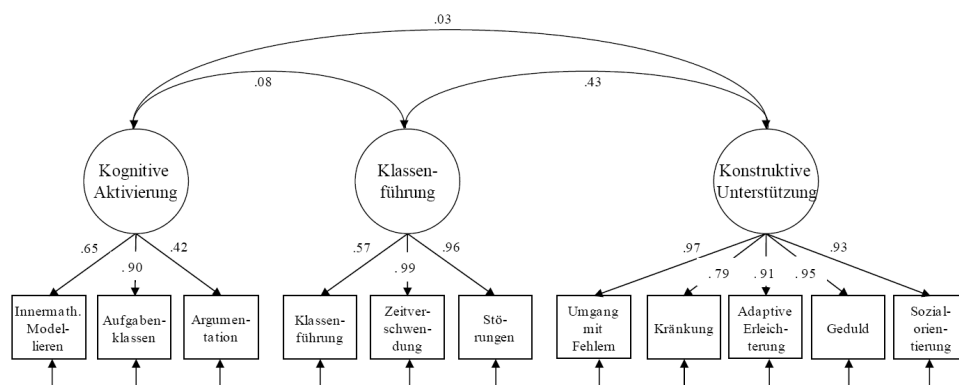 .03
.08
.43
Kognitive
Aktivierung
Klassen-
führung
Konstruktive
Unterstützung
.65
.90
.42
.57
.99
.96
.97
.79
.91
.95
.93
Innermath.
Model-
lieren
Aufgaben-
klassen
Argumen-
tation
Klassen-
führung
Zeitver-
schwen-
dung
Stö-
rungen
Umgang
mit
Fehlern
Kränkung
Adaptive
Erleich-
terung
Geduld
Sozial-
orien-
tierung